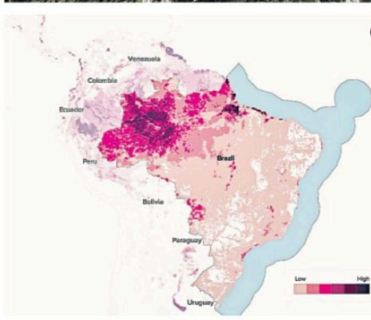 Venezuela
Colombia
Ecuador
Peru
Brazil
Bolivia
Paraguay
Low High
Uruguay